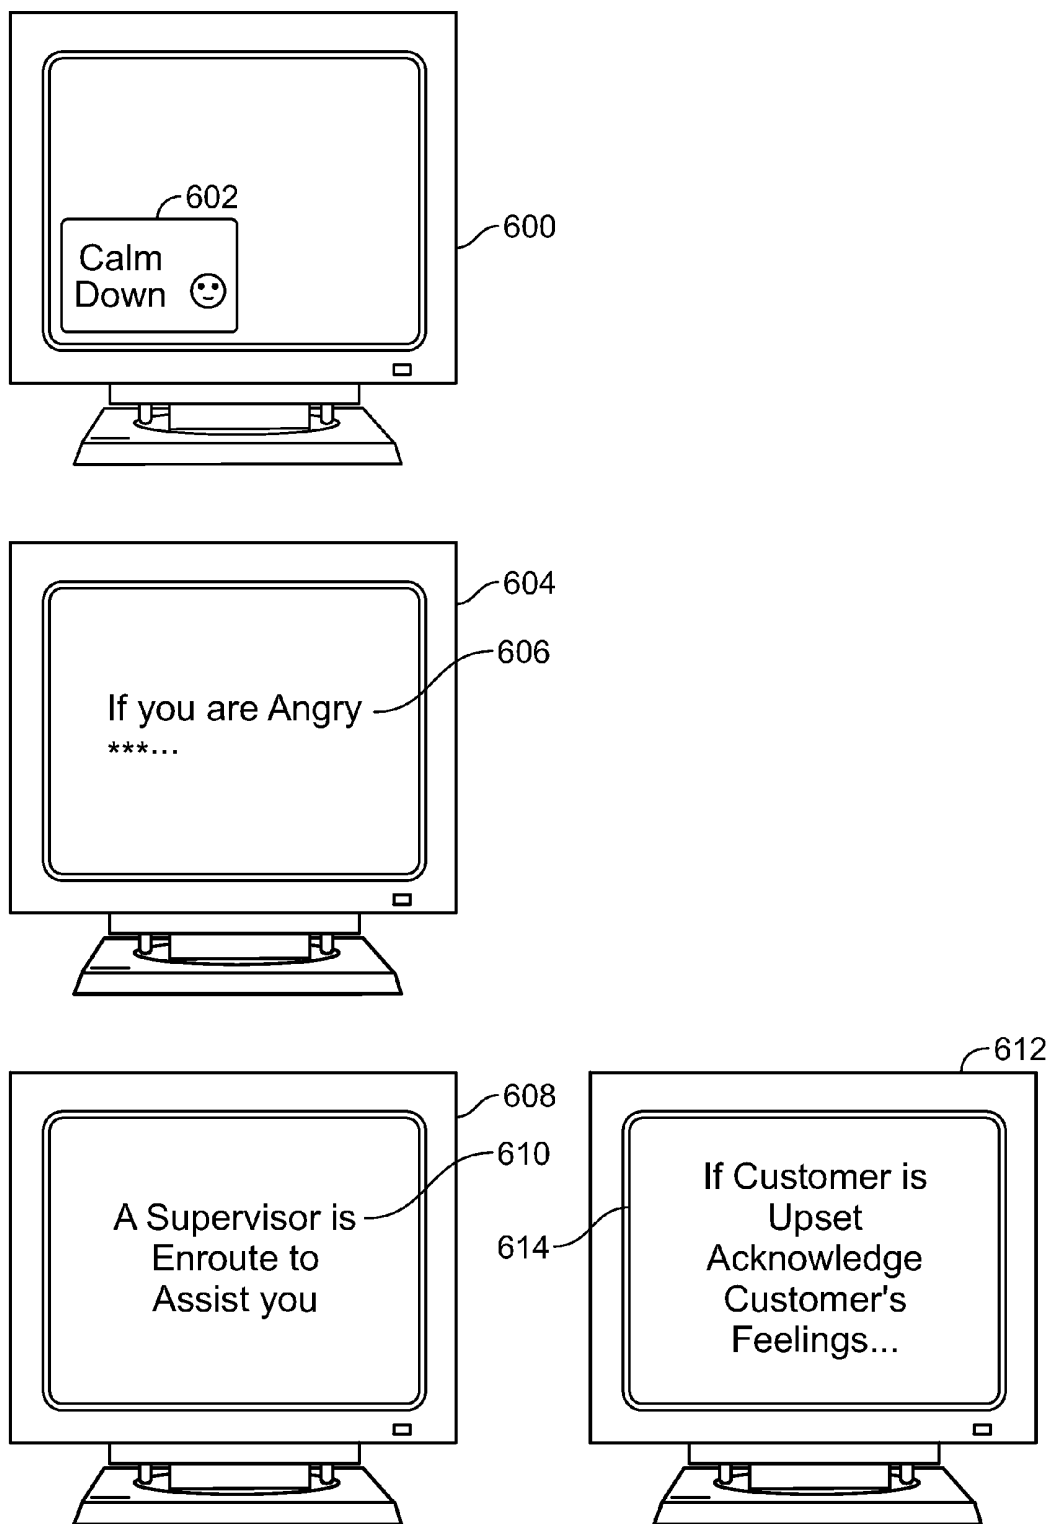 602
600
Calm
Down
604
606
If you are Angry
***...
612
608
610
A Supervisor is
Enroute to
Assist you
614
If Customer is
Upset
Acknowledge
Customer's
Feelings...